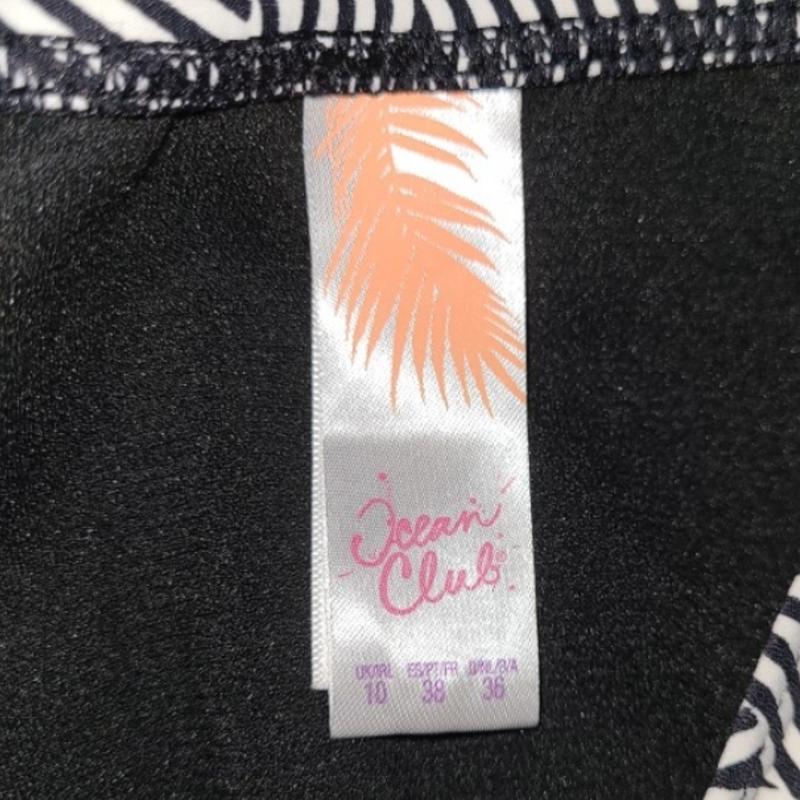 Ocean
Club®
UK/IRL ES/PT/FR D/NL/B/A
10 38 36